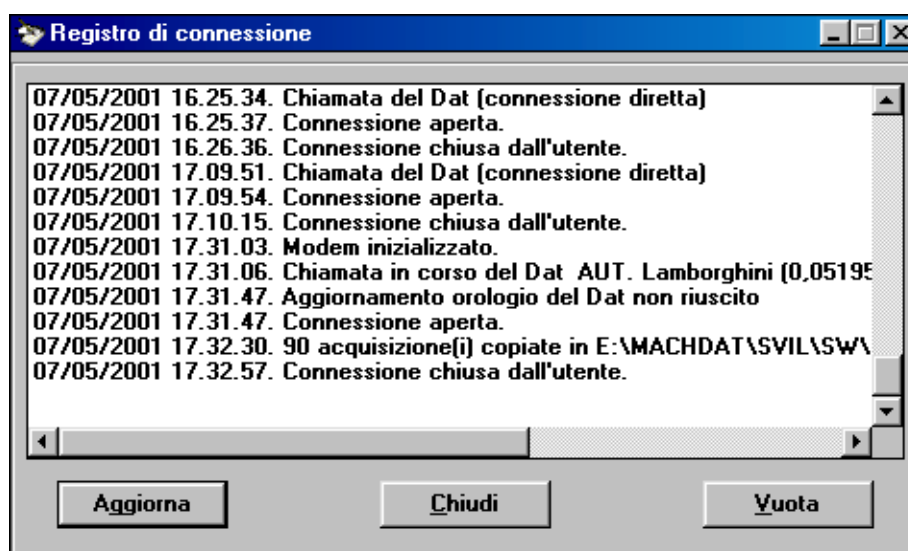 Registro di connessione
07/05/2001 16.25.34. Chiamata del Dat (connessione diretta)
07/05/2001 16.25.37. Connessione aperta.
07/05/2001 16.26.36. Connessione chiusa dall'utente.
07/05/2001 17.09.51. Chiamata del Dat (connessione diretta)
07/05/2001 17.09.54. Connessione aperta.
07/05/2001 17.10.15. Connessione chiusa dall'utente.
07/05/2001 17.31.03. Modem inizializzato.
07/05/2001 17.31.06. Chiamata in corso del Dat  AUT. Lamborghini (0,05195
07/05/2001 17.31.47. Aggiornamento orologio del Dat non riuscito
07/05/2001 17.31.47. Connessione aperta.
07/05/2001 17.32.30. 90 acquisizione(i) copiate in E:\MACHDAT\SVIL\SW\
07/05/2001 17.32.57. Connessione chiusa dall'utente.
Aggiorna Chiudi Vuota